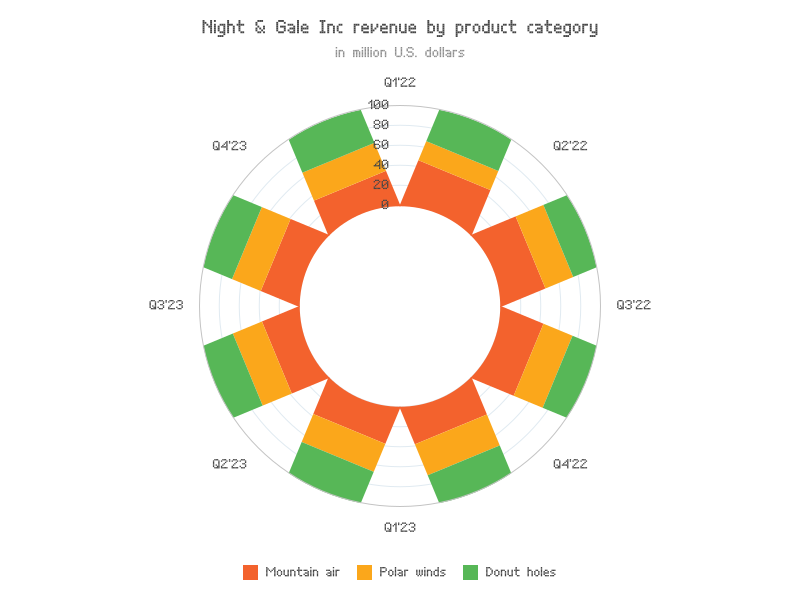 Night & Gale Inc revenue by product category
in million U.S. dollars
Q1'22
100
80
60
40
20
0
Q4'23
Q2'22
Q3'23
Q3'22
Q2'23
Q4'22
Q1'23
Mountain air
Polar winds
Donut holes